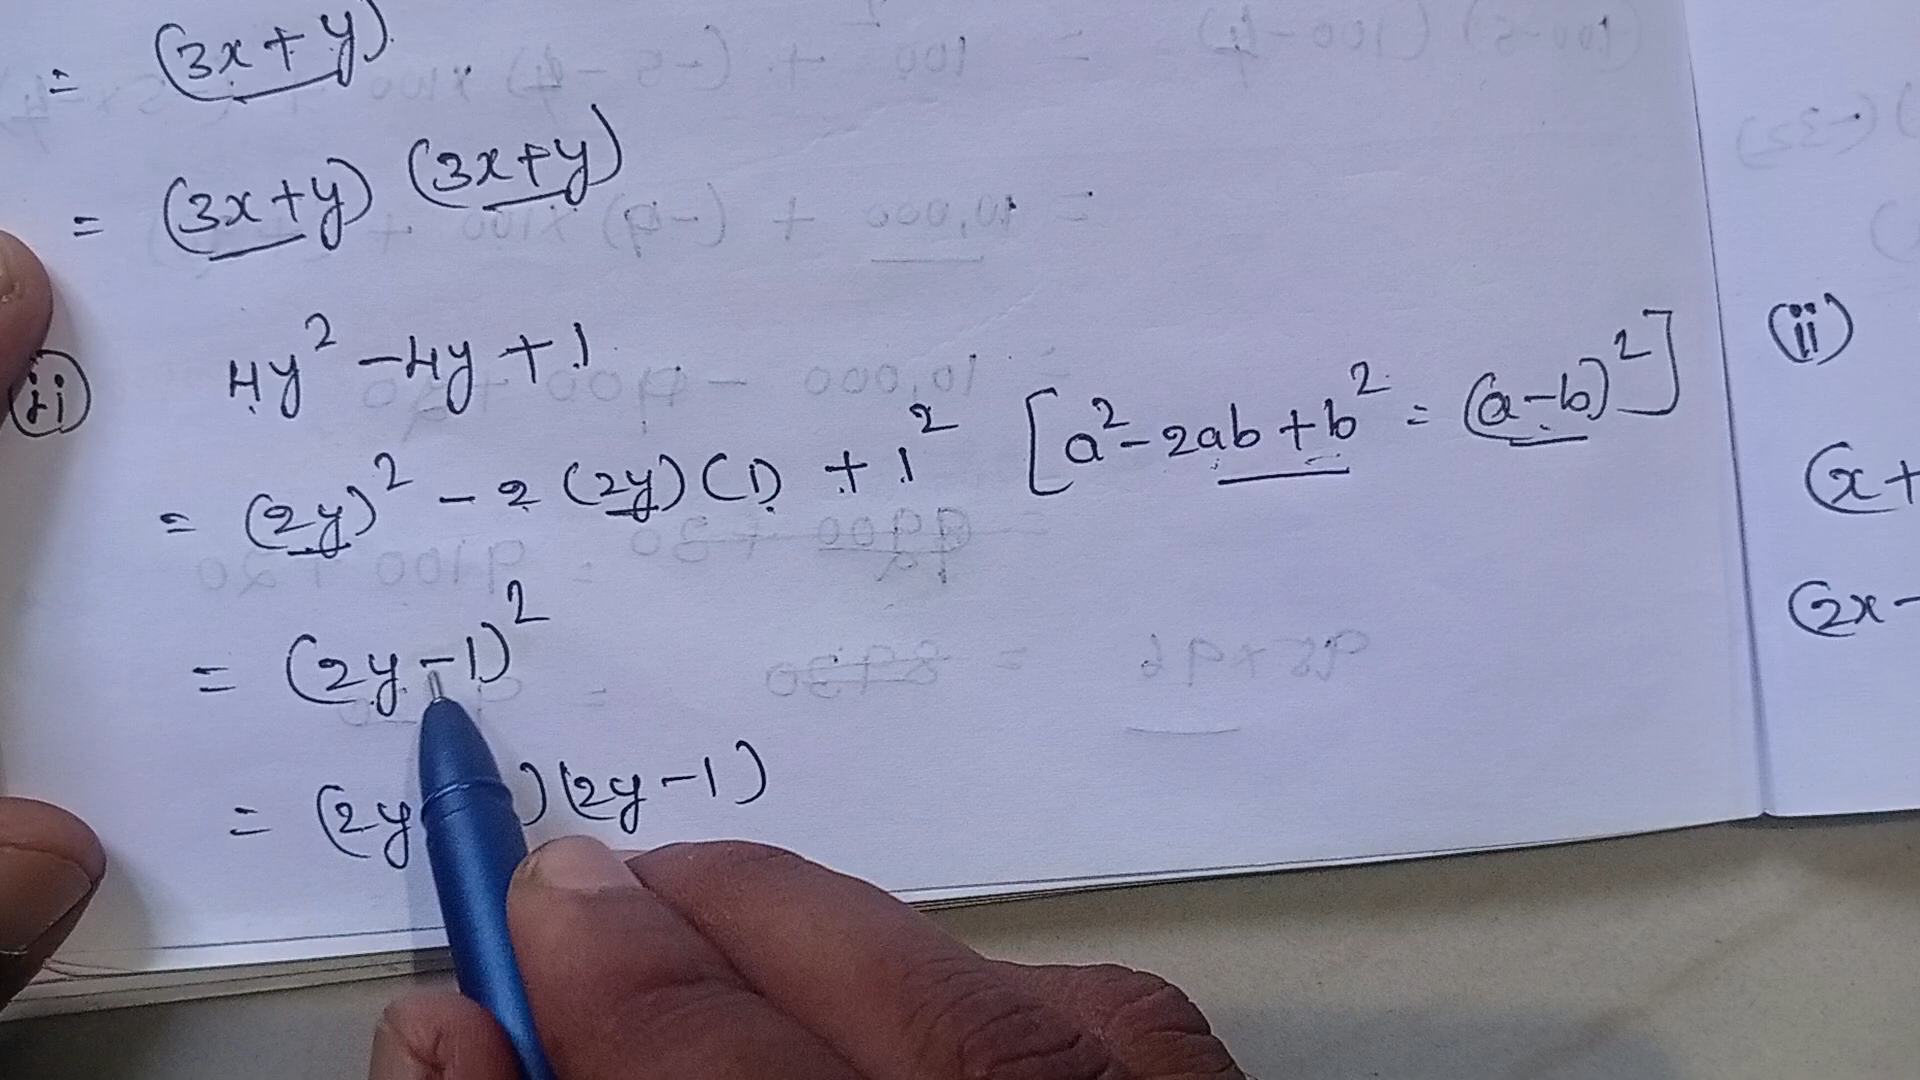 = (3x+y)
= (3x+y) (3x+y)
(ii) 4y² -4y +1
= (2y)² - 2 (2y) (1) + 1² [a²-2ab+b² = (a-b)²]
= (2y-1)²
= (2y )(2y-1)
(ii)
(x+
(2x-